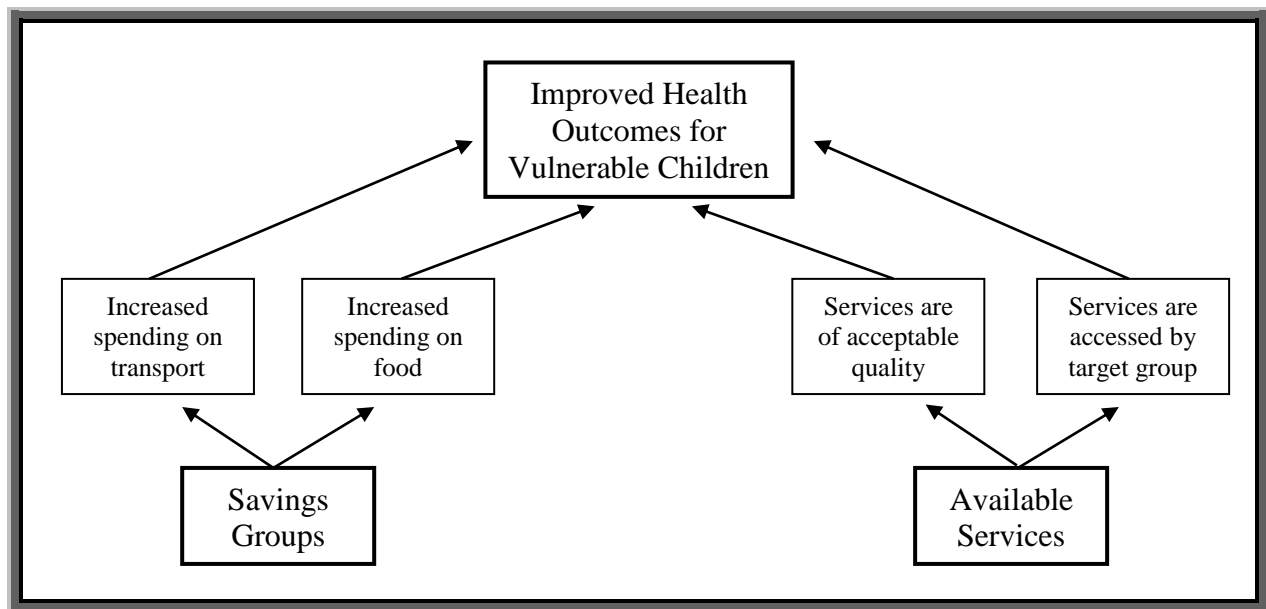 Improved Health
Outcomes for
Vulnerable Children
Increased
spending on
transport
Increased
spending on
food
Services are
of acceptable
quality
Services are
accessed by
target group
Savings
Groups
Available
Services